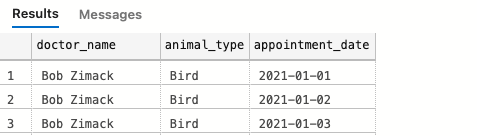 Results Messages
doctor_name animal_type appointment_date
1 Bob Zimack Bird 2021-01-01
2 Bob Zimack Bird 2021-01-02
3 Bob Zimack Bird 2021-01-03